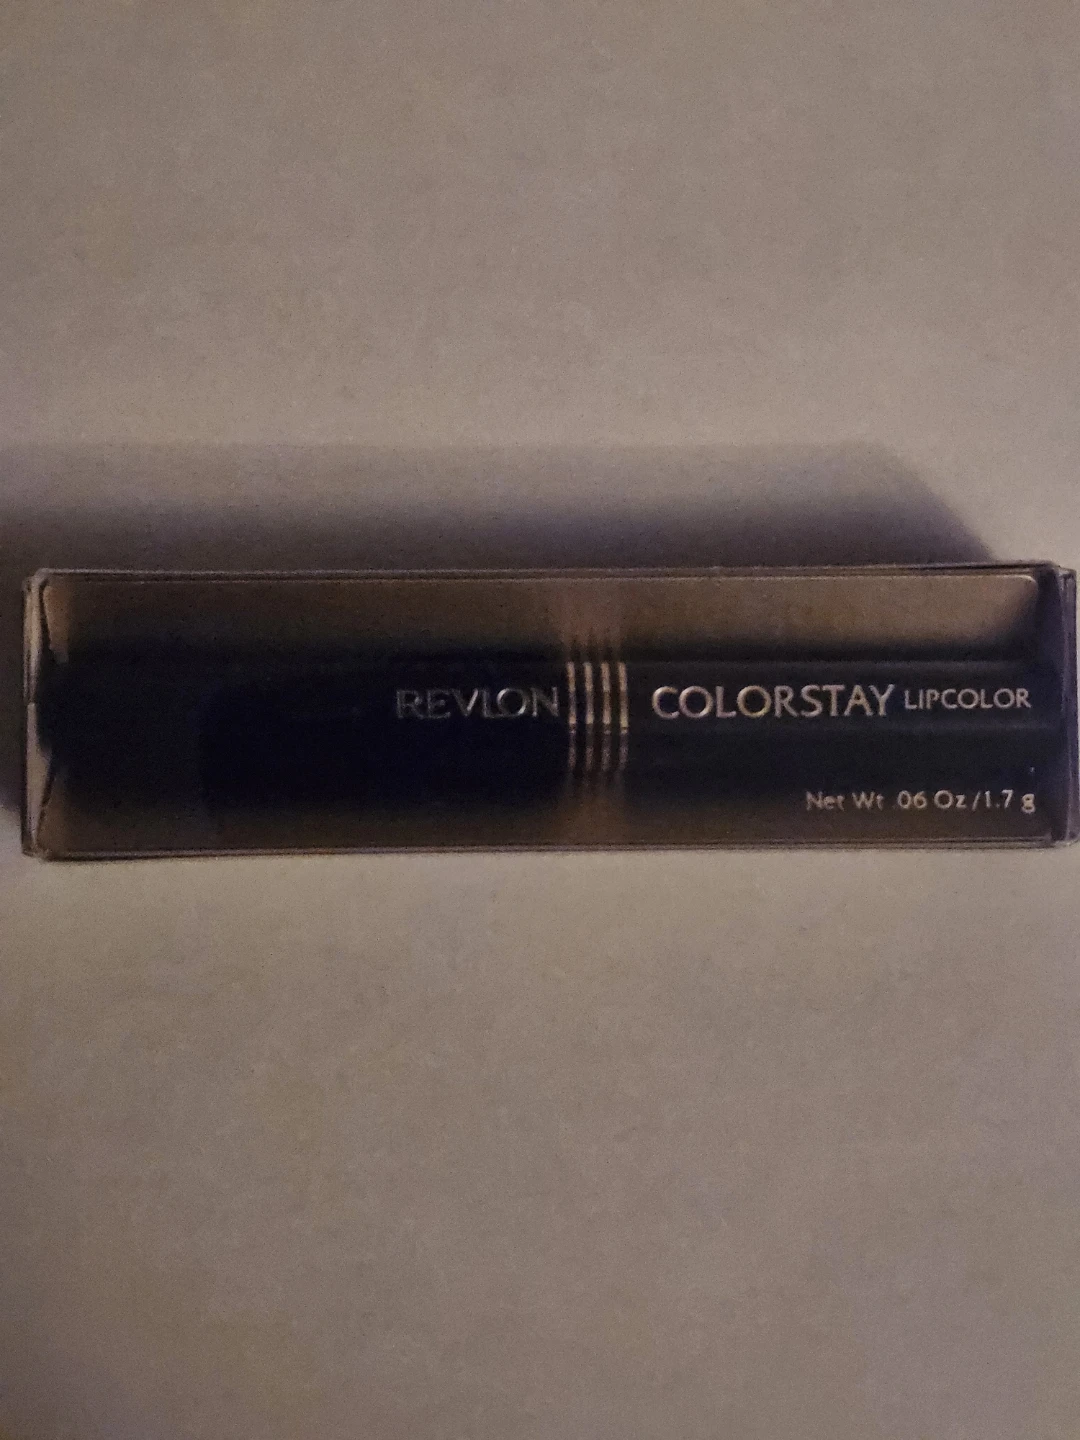 REVLON COLORSTAY LIPCOLOR
Net Wt .06 Oz/1.7 g